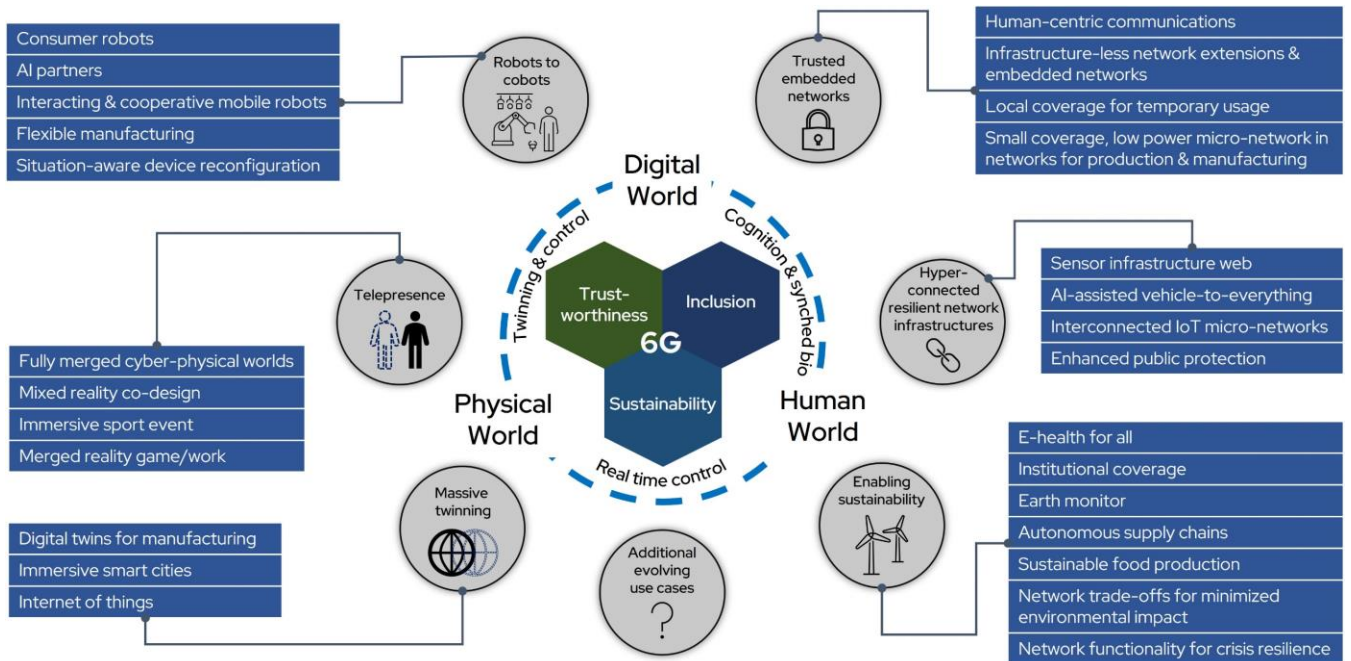 Consumer robots
AI partners
Interacting & cooperative mobile robots
Flexible manufacturing
Situation-aware device reconfiguration
Robots to
cobots
Trusted
embedded
networks
Human-centric communications
Infrastructure-less network extensions &
embedded networks
Local coverage for temporary usage
Small coverage, low power micro-network in
networks for production & manufacturing
Telepresence
Fully merged cyber-physical worlds
Mixed reality co-design
Immersive sport event
Merged reality game/work
Digital
World
Twinning & control
Cognition & synched bio
Trust-
worthiness
Inclusion
6G
Sustainability
Physical
World
Human
World
Real time control
Hyper-
connected
resilient network
infrastructures
Sensor infrastructure web
AI-assisted vehicle-to-everything
Interconnected IoT micro-networks
Enhanced public protection
Massive
twinning
Digital twins for manufacturing
Immersive smart cities
Internet of things
Additional
evolving
use cases
?
Enabling
sustainability
E-health for all
Institutional coverage
Earth monitor
Autonomous supply chains
Sustainable food production
Network trade-offs for minimized
environmental impact
Network functionality for crisis resilience